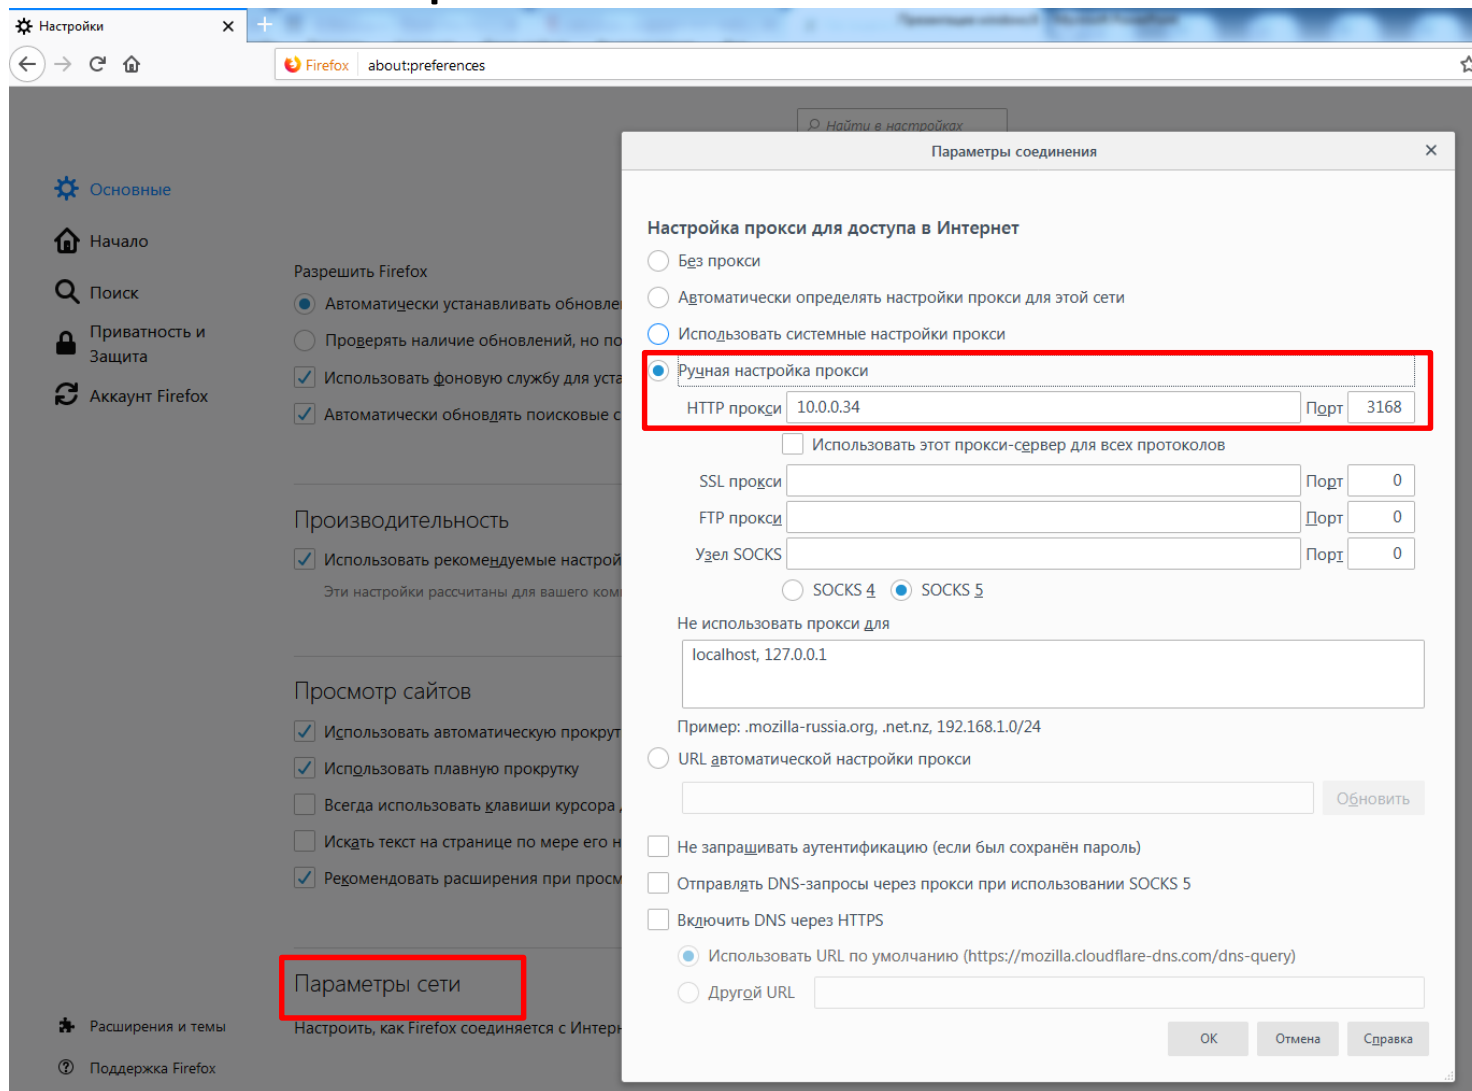 Настройки
Firefox about:preferences
Найти в настройках
Основные
Начало
Поиск
Приватность и
Защита
Аккаунт Firefox
Расширения и темы
Поддержка Firefox
Разрешить Firefox
Автоматически устанавливать обновле
Проверять наличие обновлений, но по
Использовать фоновую службу для уста
Автоматически обновлять поисковые с
Производительность
Использовать рекомендуемые настрой
Эти настройки рассчитаны для вашего ком
Просмотр сайтов
Использовать автоматическую прокрут
Использовать плавную прокрутку
Всегда использовать клавиши курсора
Искать текст на странице по мере его н
Рекомендовать расширения при просм
Параметры сети
Настроить, как Firefox соединяется с Интерн
Параметры соединения
Настройка прокси для доступа в Интернет
Без прокси
Автоматически определять настройки прокси для этой сети
Использовать системные настройки прокси
Ручная настройка прокси
HTTP прокси 10.0.0.34 Порт 3168
Использовать этот прокси-сервер для всех протоколов
SSL прокси Порт 0
FTP прокси Порт 0
Узел SOCKS Порт 0
SOCKS 4 SOCKS 5
Не использовать прокси для
localhost, 127.0.0.1
Пример: .mozilla-russia.org, .net.nz, 192.168.1.0/24
URL автоматической настройки прокси
Обновить
Не запрашивать аутентификацию (если был сохранён пароль)
Отправлять DNS-запросы через прокси при использовании SOCKS 5
Включить DNS через HTTPS
Использовать URL по умолчанию (https://mozilla.cloudflare-dns.com/dns-query)
Другой URL
ОК Отмена Справка